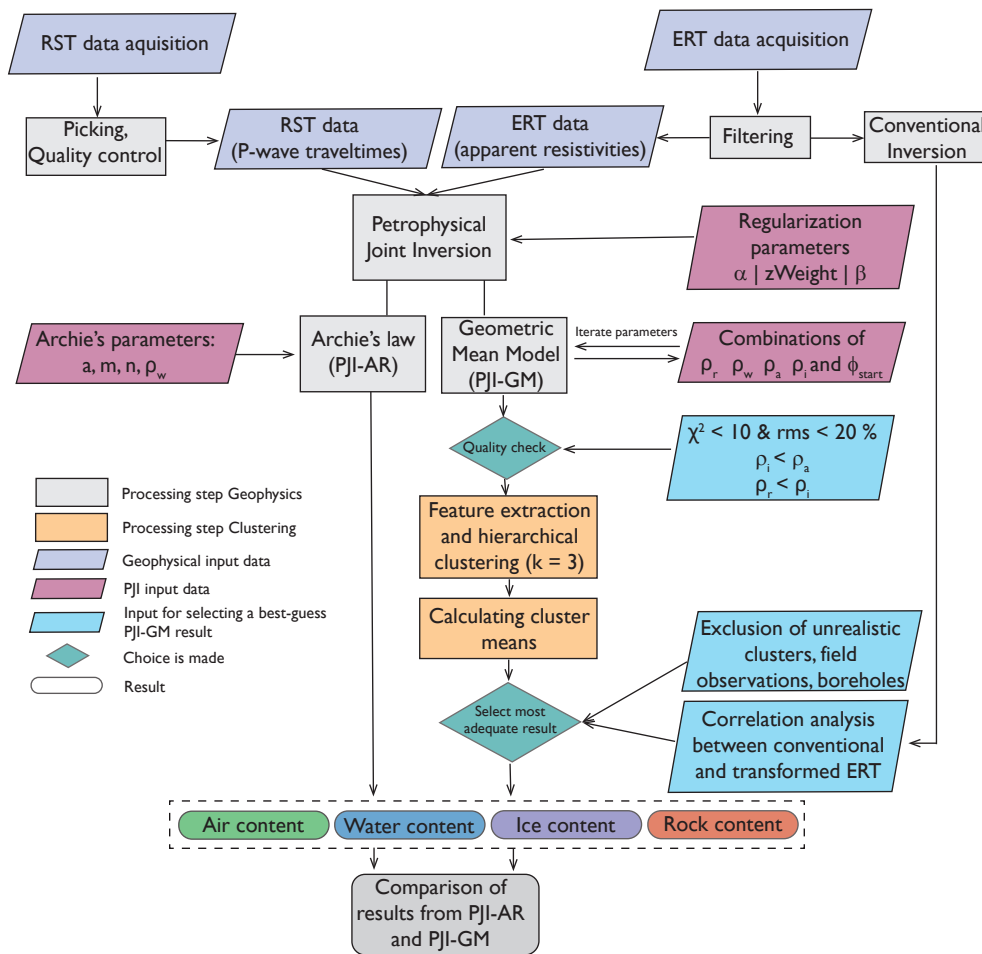 RST data aquisition
ERT data acquisition
Picking,
Quality control
RST data
(P-wave traveltimes)
ERT data
(apparent resistivities)
Filtering
Conventional
Inversion
Petrophysical
Joint Inversion
Regularization
parameters
α | zWeight | β
Archie's parameters:
a, m, n, ρw
Archie's law
(PJI-AR)
Geometric
Mean Model
(PJI-GM)
Iterate parameters
Combinations of
ρr ρw ρa ρi and ϕstart
Quality check
χ² < 10 & rms < 20 %
ρi < ρa
ρr < ρi
Processing step Geophysics
Processing step Clustering
Geophysical input data
PJI input data
Input for selecting a best-guess
PJI-GM result
Choice is made
Result
Feature extraction
and hierarchical
clustering (k = 3)
Calculating cluster
means
Select most
adequate result
Exclusion of unrealistic
clusters, field
observations, boreholes
Correlation analysis
between conventional
and transformed ERT
Air content
Water content
Ice content
Rock content
Comparison of
results from PJI-AR
and PJI-GM